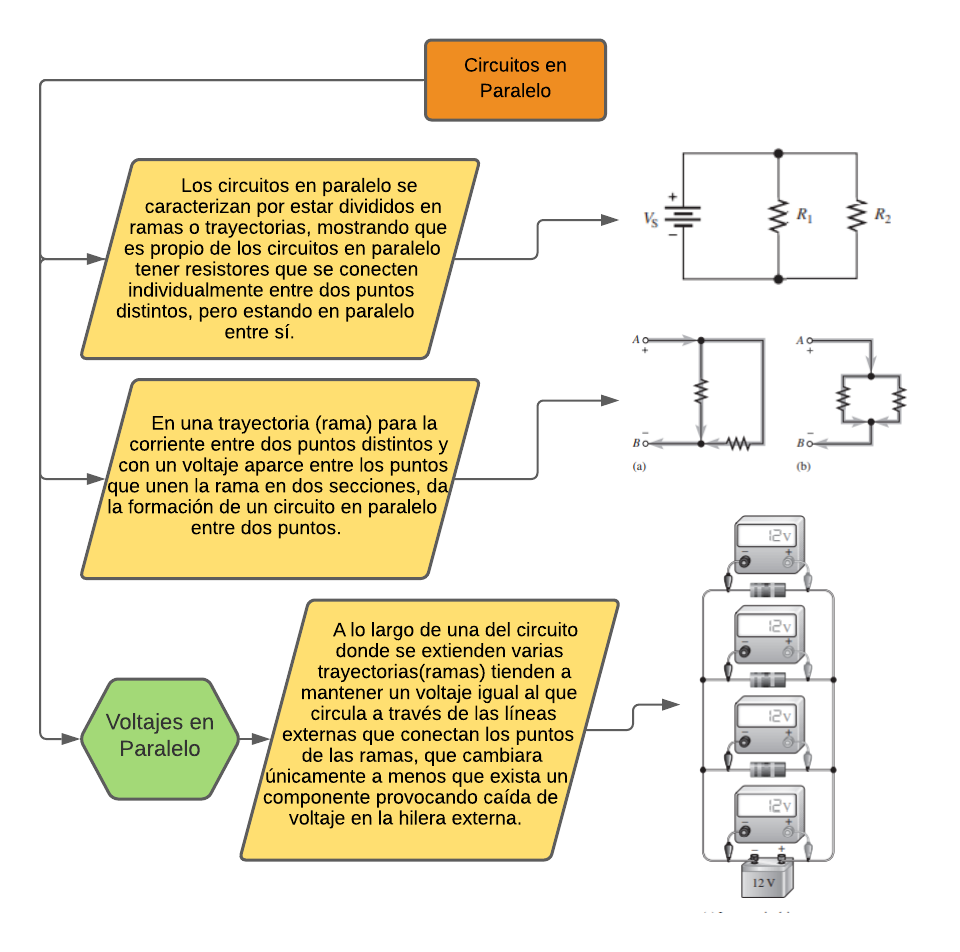 Circuitos en
Paralelo
Los circuitos en paralelo se
caracterizan por estar divididos en
ramas o trayectorias, mostrando que
es propio de los circuitos en paralelo
tener resistores que se conecten
individualmente entre dos puntos
distintos, pero estando en paralelo
entre sí.
+
VS
−
R1
R2
En una trayectoria (rama) para la
corriente entre dos puntos distintos y
con un voltaje aparce entre los puntos
que unen la rama en dos secciones, da
la formación de un circuito en paralelo
entre dos puntos.
A
+
−
B
(a)
A
+
−
B
(b)
Voltajes en
Paralelo
A lo largo de una del circuito
donde se extienden varias
trayectorias(ramas) tienden a
mantener un voltaje igual al que
circula a través de las líneas
externas que conectan los puntos
de las ramas, que cambiara
únicamente a menos que exista un
componente provocando caída de
voltaje en la hilera externa.
12v
− +
12v
− +
12v
− +
12v
− +
− +
12 V